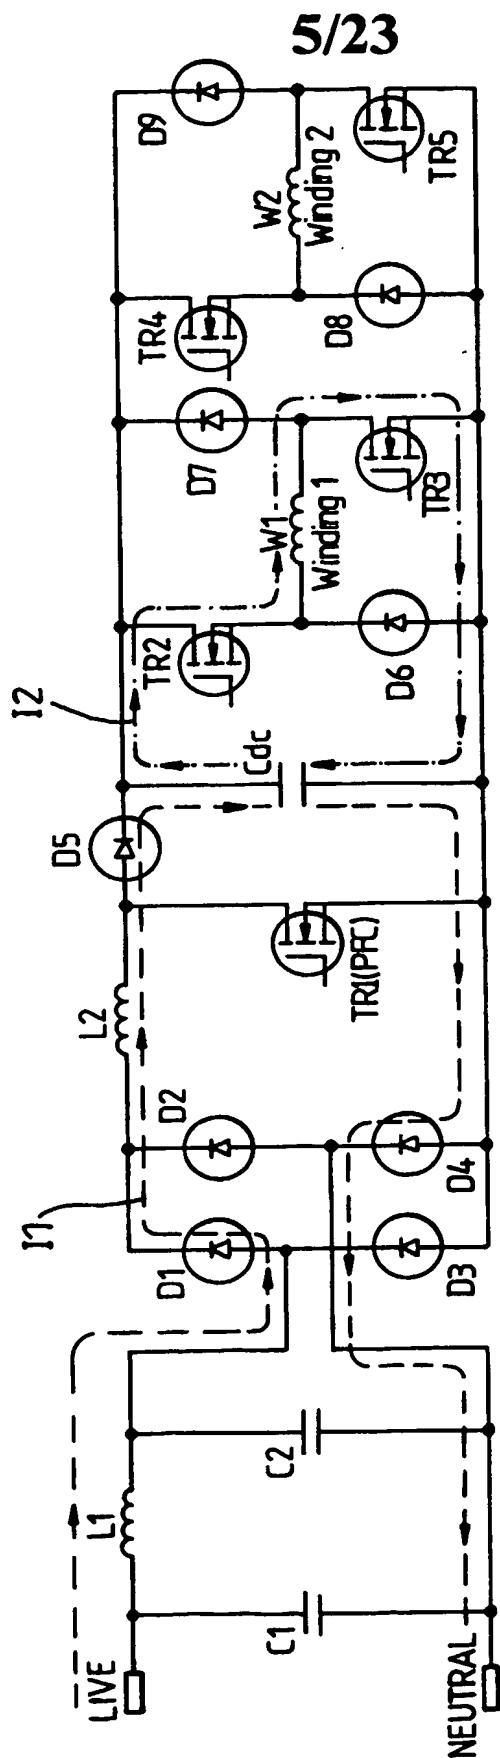 5/23
LIVE
NEUTRAL
L1
C1
C2
I1
D1
D2
D3
D4
L2
TR1(PFC)
D5
Cdc
I2
TR2
D6
W1
Winding 1
D7
TR3
TR4
D8
W2
Winding 2
D9
TR5